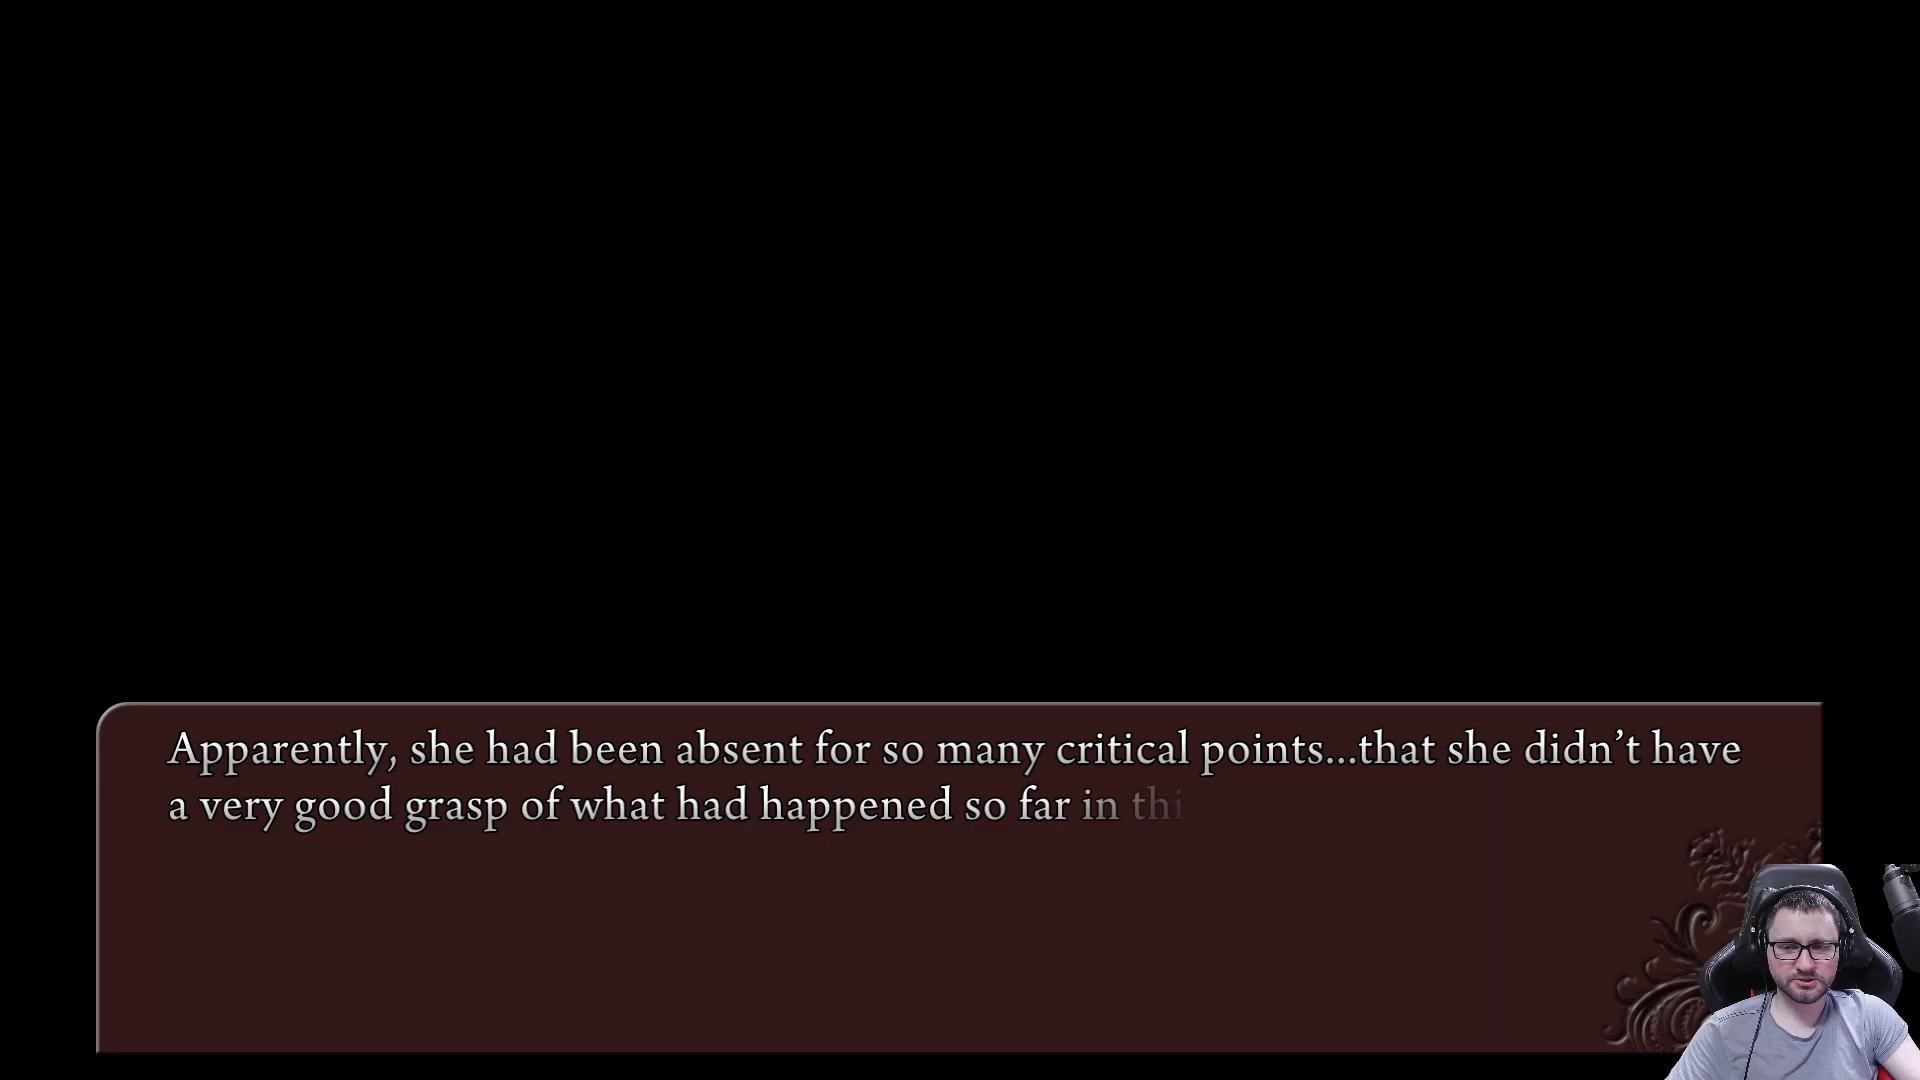 Apparently, she had been absent for so many critical points...that she didn't have
a very good grasp of what had happened so far in thi